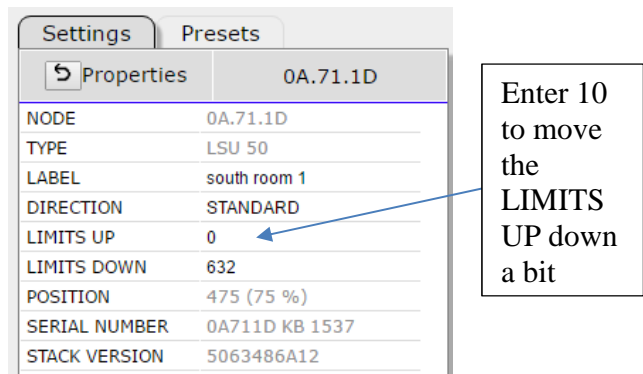 Settings Presets
Properties 0A.71.1D
NODE 0A.71.1D
TYPE LSU 50
LABEL south room 1
DIRECTION STANDARD
LIMITS UP 0
LIMITS DOWN 632
POSITION 475 (75 %)
SERIAL NUMBER 0A711D KB 1537
STACK VERSION 5063486A12
Enter 10
to move
the
LIMITS
UP down
a bit